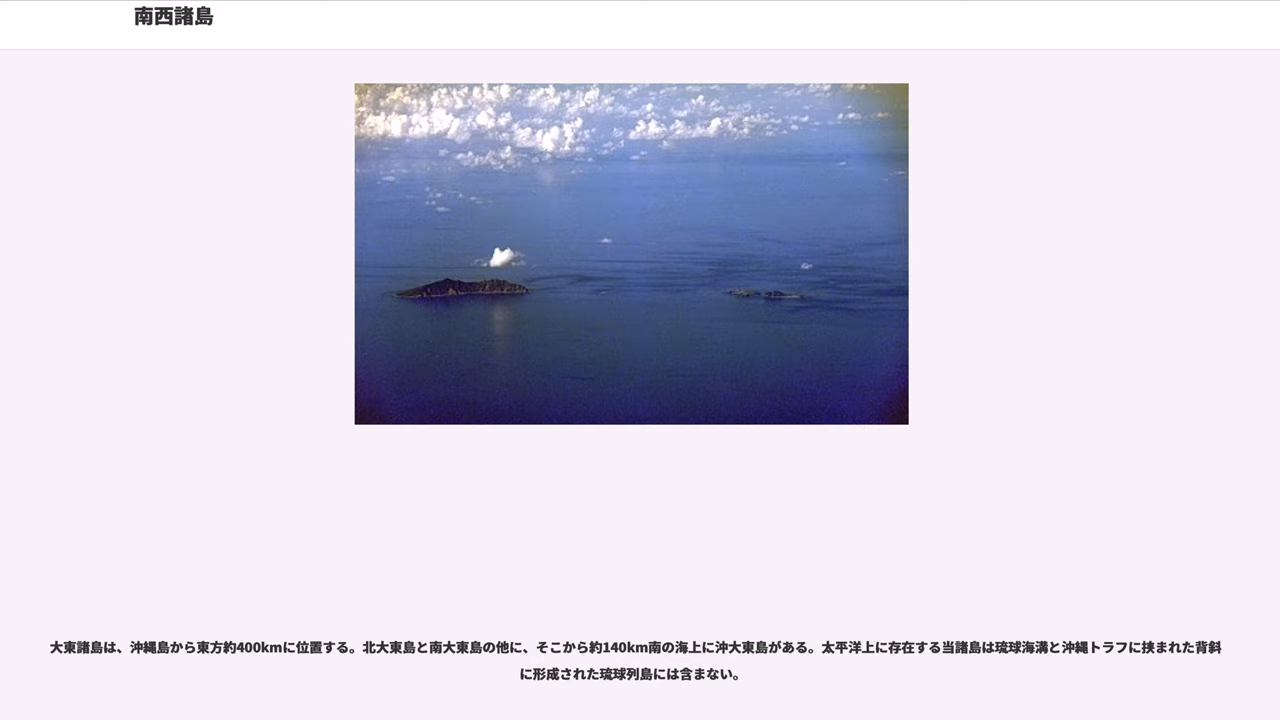 南西諸島
大東諸島は、沖縄島から東方約400kmに位置する。北大東島と南大東島の他に、そこから約140km南の海上に沖大東島がある。太平洋上に存在する当諸島は琉球海溝と沖縄トラフに挟まれた背斜
に形成された琉球列島には含まない。